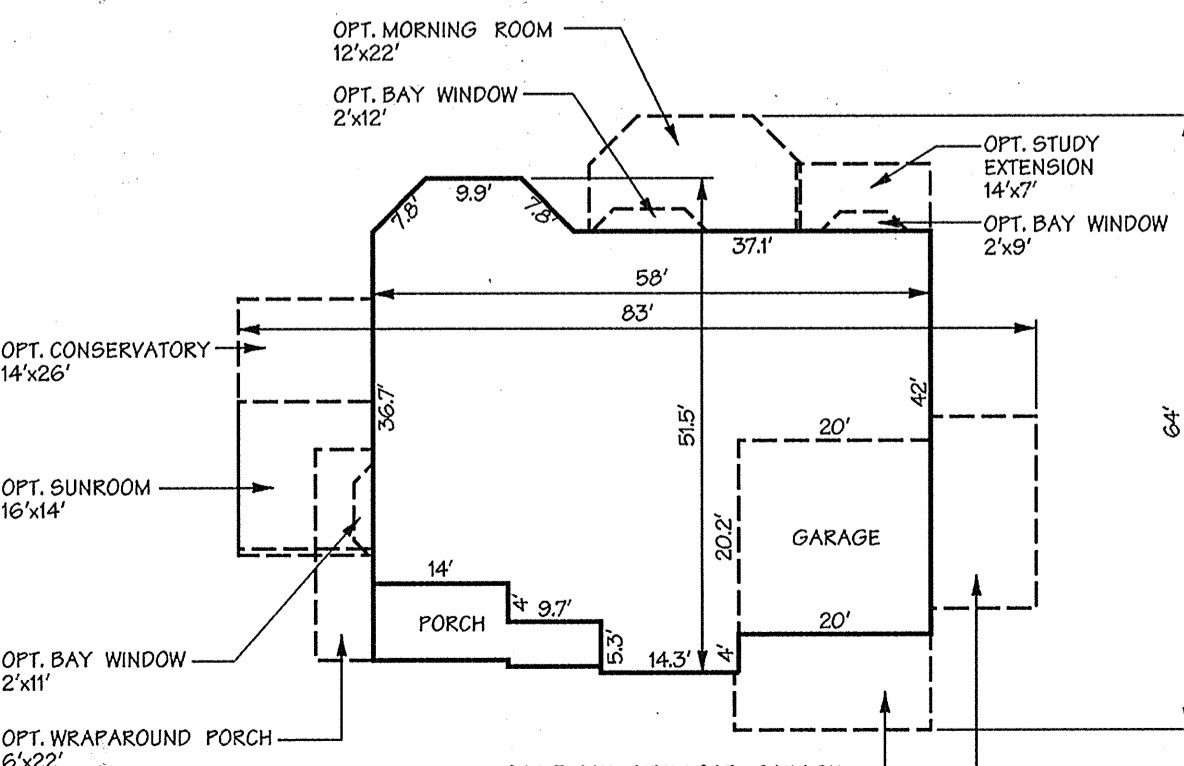 OPT. MORNING ROOM
12'x22'
OPT. BAY WINDOW
2'x12'
OPT. STUDY
EXTENSION
14'x7'
OPT. BAY WINDOW
2'x9'
9.9'
7.8'
7.8'
37.1'
58'
83'
OPT. CONSERVATORY
14'x26'
36.7'
51.5'
42'
64'
20'
OPT. SUNROOM
16'x14'
20.2'
GARAGE
14'
4'
9.7'
PORCH
20'
5.3'
14.3'
4'
OPT. BAY WINDOW
2'x11'
OPT. WRAPAROUND PORCH
6'x22'